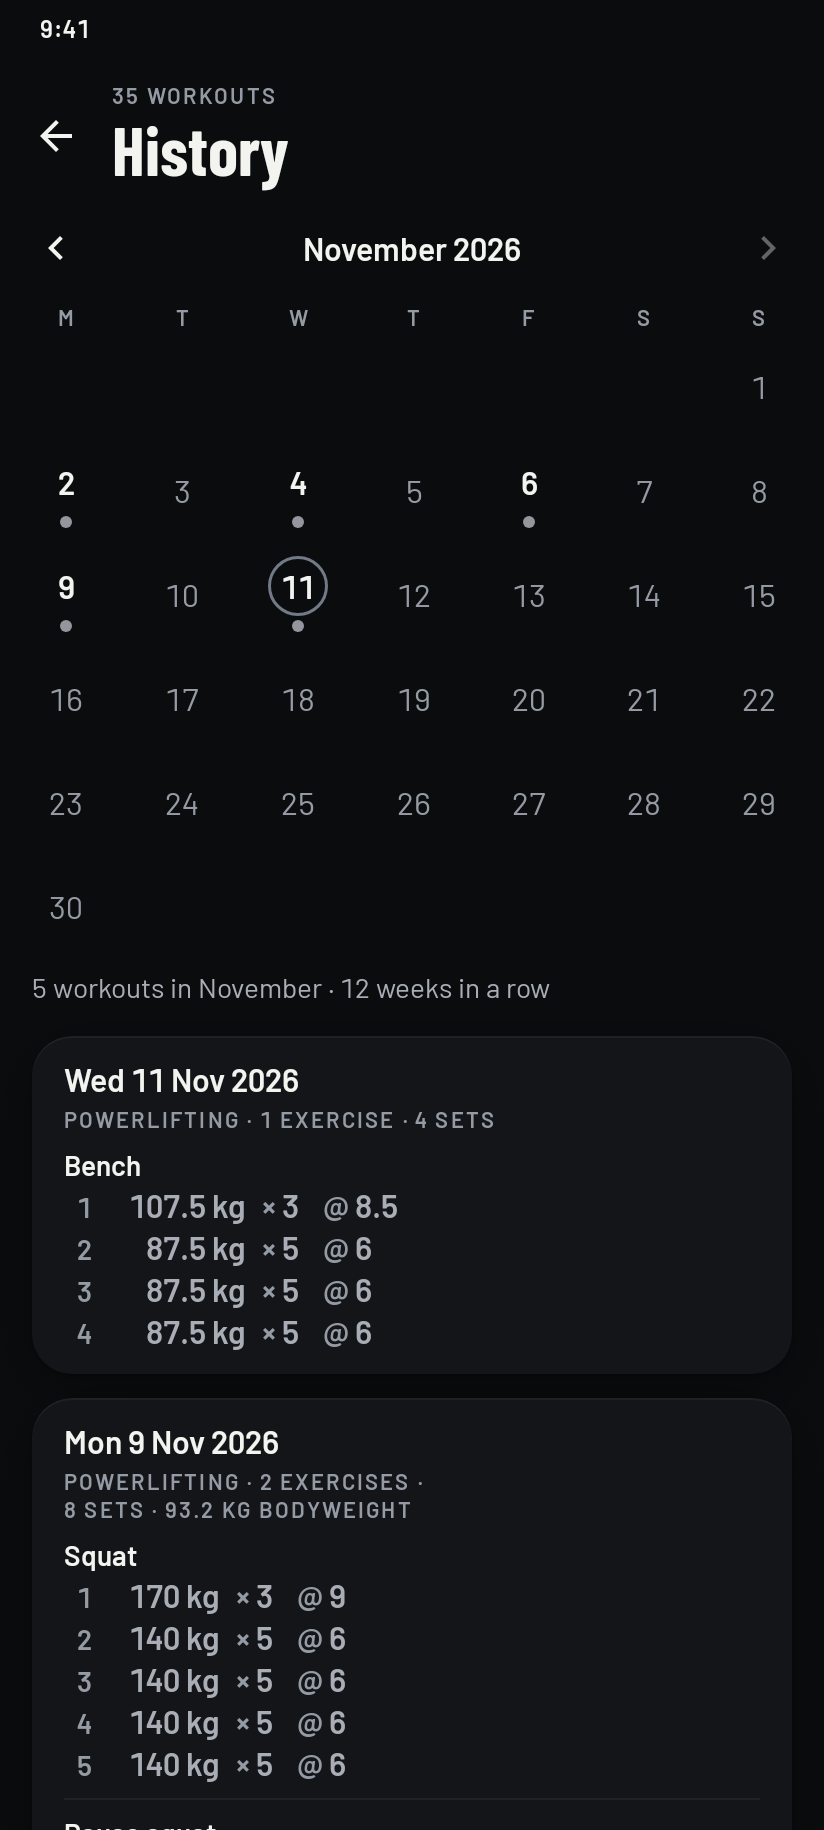 9:41
35 WORKOUTS
History
November 2026
M T W T F S S
1
2 3 4 5 6 7 8
9 10 11 12 13 14 15
16 17 18 19 20 21 22
23 24 25 26 27 28 29
30
5 workouts in November · 12 weeks in a row
Wed 11 Nov 2026
POWERLIFTING · 1 EXERCISE · 4 SETS
Bench
1 107.5 kg × 3 @ 8.5
2 87.5 kg × 5 @ 6
3 87.5 kg × 5 @ 6
4 87.5 kg × 5 @ 6
Mon 9 Nov 2026
POWERLIFTING · 2 EXERCISES ·
8 SETS · 93.2 KG BODYWEIGHT
Squat
1 170 kg × 3 @ 9
2 140 kg × 5 @ 6
3 140 kg × 5 @ 6
4 140 kg × 5 @ 6
5 140 kg × 5 @ 6